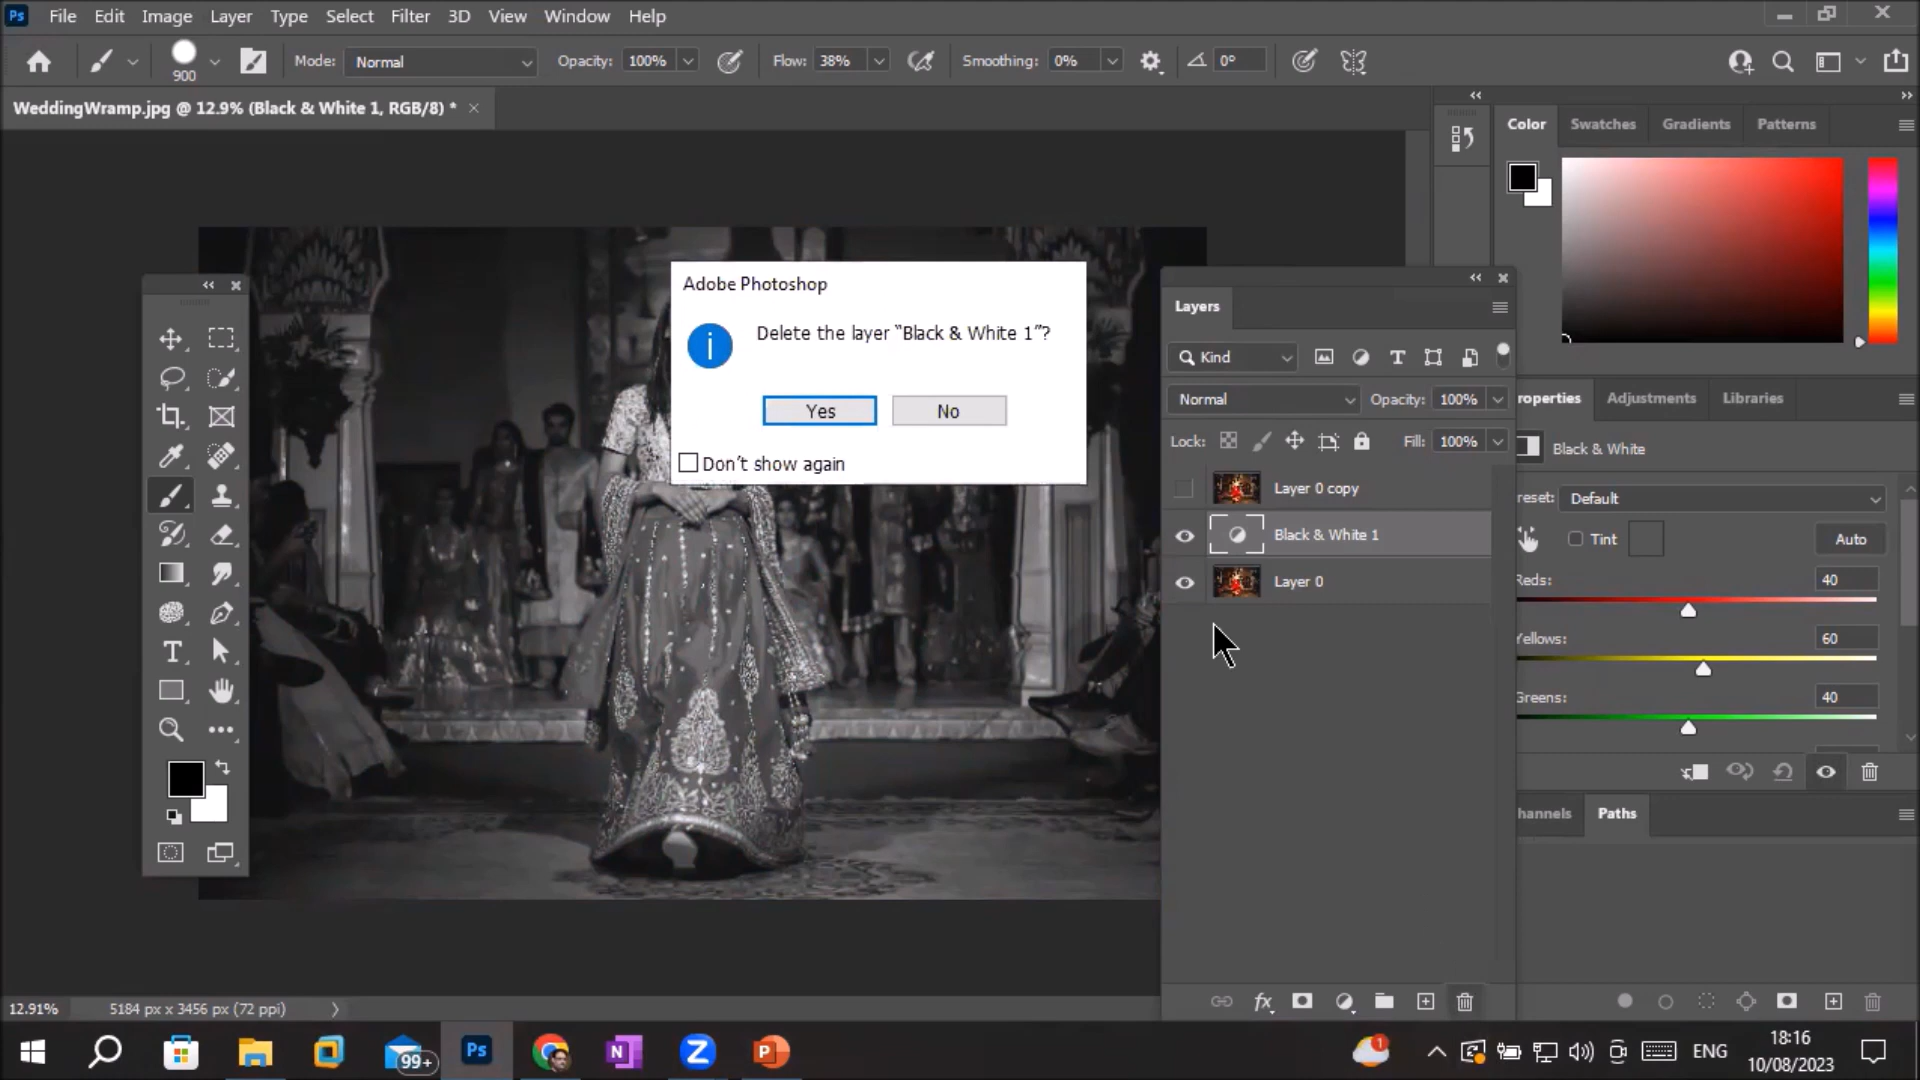 Ps File Edit Image Layer Type Select Filter 3D View Window Help
900 Mode: Normal Opacity: 100% Flow: 38% Smoothing: 0% 0°
WeddingWramp.jpg @ 12.9% (Black & White 1, RGB/8) *
Color Swatches Gradients Patterns
Adobe Photoshop
Delete the layer “Black & White 1”?
Yes No
Don’t show again
Layers
Kind
Normal Opacity: 100%
Lock: Fill: 100%
Layer 0 copy
Black & White 1
Layer 0
roperties Adjustments Libraries
Black & White
reset: Default
Tint Auto
Reds: 40
Yellows: 60
Greens: 40
hannels Paths
fx
12.91% 5184 px x 3456 px (72 ppi)
99+ Ps N Z P 1 ENG
18:16
10/08/2023